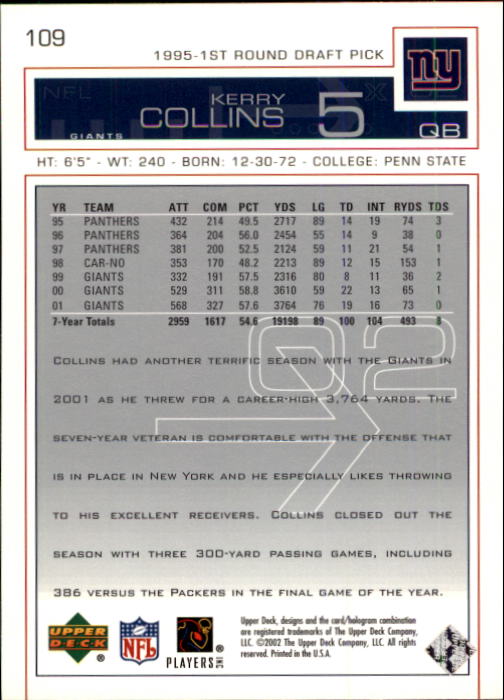 109
1995-1ST ROUND DRAFT PICK
ny
NFL
KERRY
COLLINS 5
GIANTS
QB
HT: 6'5" - WT: 240 - BORN: 12-30-72 - COLLEGE: PENN STATE
YR TEAM ATT COM PCT YDS LG TD INT RYDS TDS
95 PANTHERS 432 214 49.5 2717 89 14 19 74 3
96 PANTHERS 364 204 56.0 2454 55 14 9 38 0
97 PANTHERS 381 200 52.5 2124 59 11 21 54 1
98 CAR-NO 353 170 48.2 2213 89 12 15 153 1
99 GIANTS 332 191 57.5 2316 80 8 11 36 2
00 GIANTS 529 311 58.8 3610 59 22 13 65 1
01 GIANTS 568 327 57.6 3764 76 19 16 73 0
7-Year Totals 2959 1617 54.6 19198 89 100 104 493 8
02
COLLINS HAD ANOTHER TERRIFIC SEASON WITH THE GIANTS IN
2001 AS HE THREW FOR A CAREER-HIGH 3,764 YARDS. THE
SEVEN-YEAR VETERAN IS COMFORTABLE WITH THE OFFENSE THAT
IS IN PLACE IN NEW YORK AND HE ESPECIALLY LIKES THROWING
TO HIS EXCELLENT RECEIVERS. COLLINS CLOSED OUT THE
SEASON WITH THREE 300-YARD PASSING GAMES, INCLUDING
386 VERSUS THE PACKERS IN THE FINAL GAME OF THE YEAR.
UPPER DECK ®
NFL ®
PLAYERS INC ®
Upper Deck, designs and the card/hologram combination
are registered trademarks of The Upper Deck Company,
LLC. ©2002 The Upper Deck Company, LLC. All rights
reserved. Printed in the U.S.A.